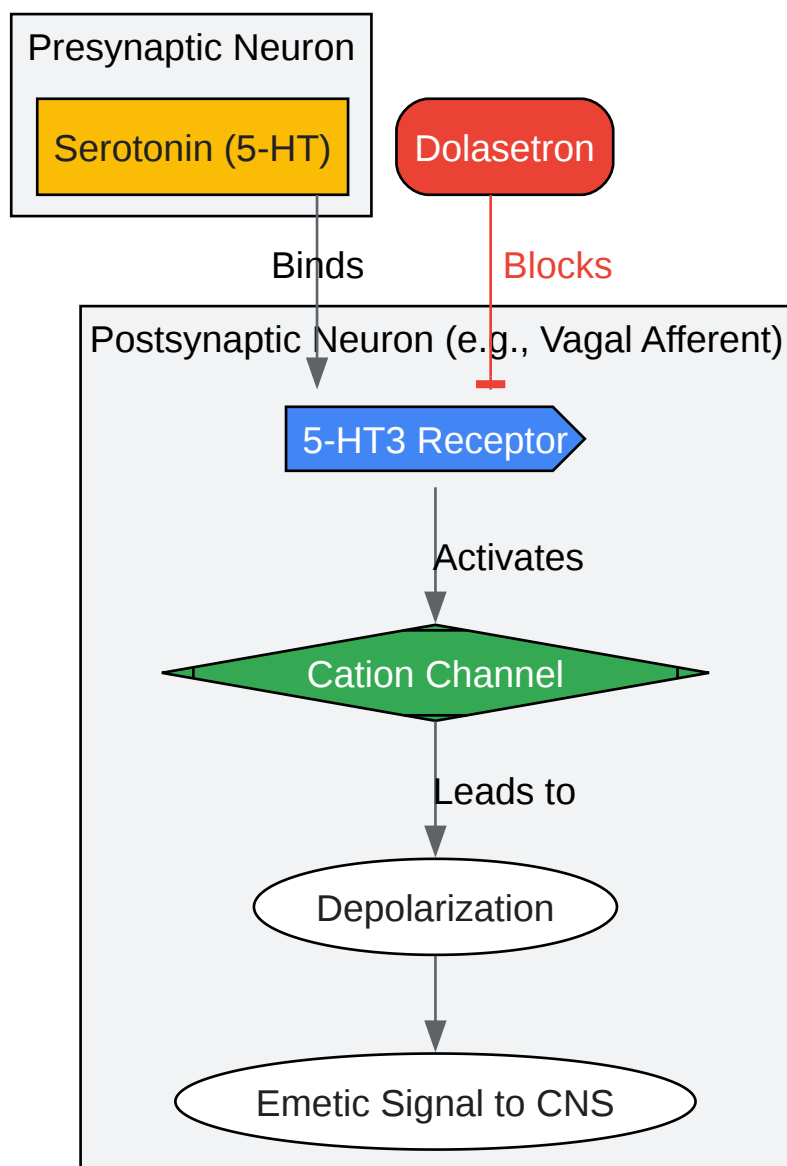 Presynaptic Neuron
Serotonin (5-HT)
Dolasetron
Binds
Blocks
Postsynaptic Neuron (e.g., Vagal Afferent)
5-HT3 Receptor
Activates
Cation Channel
Leads to
Depolarization
Emetic Signal to CNS